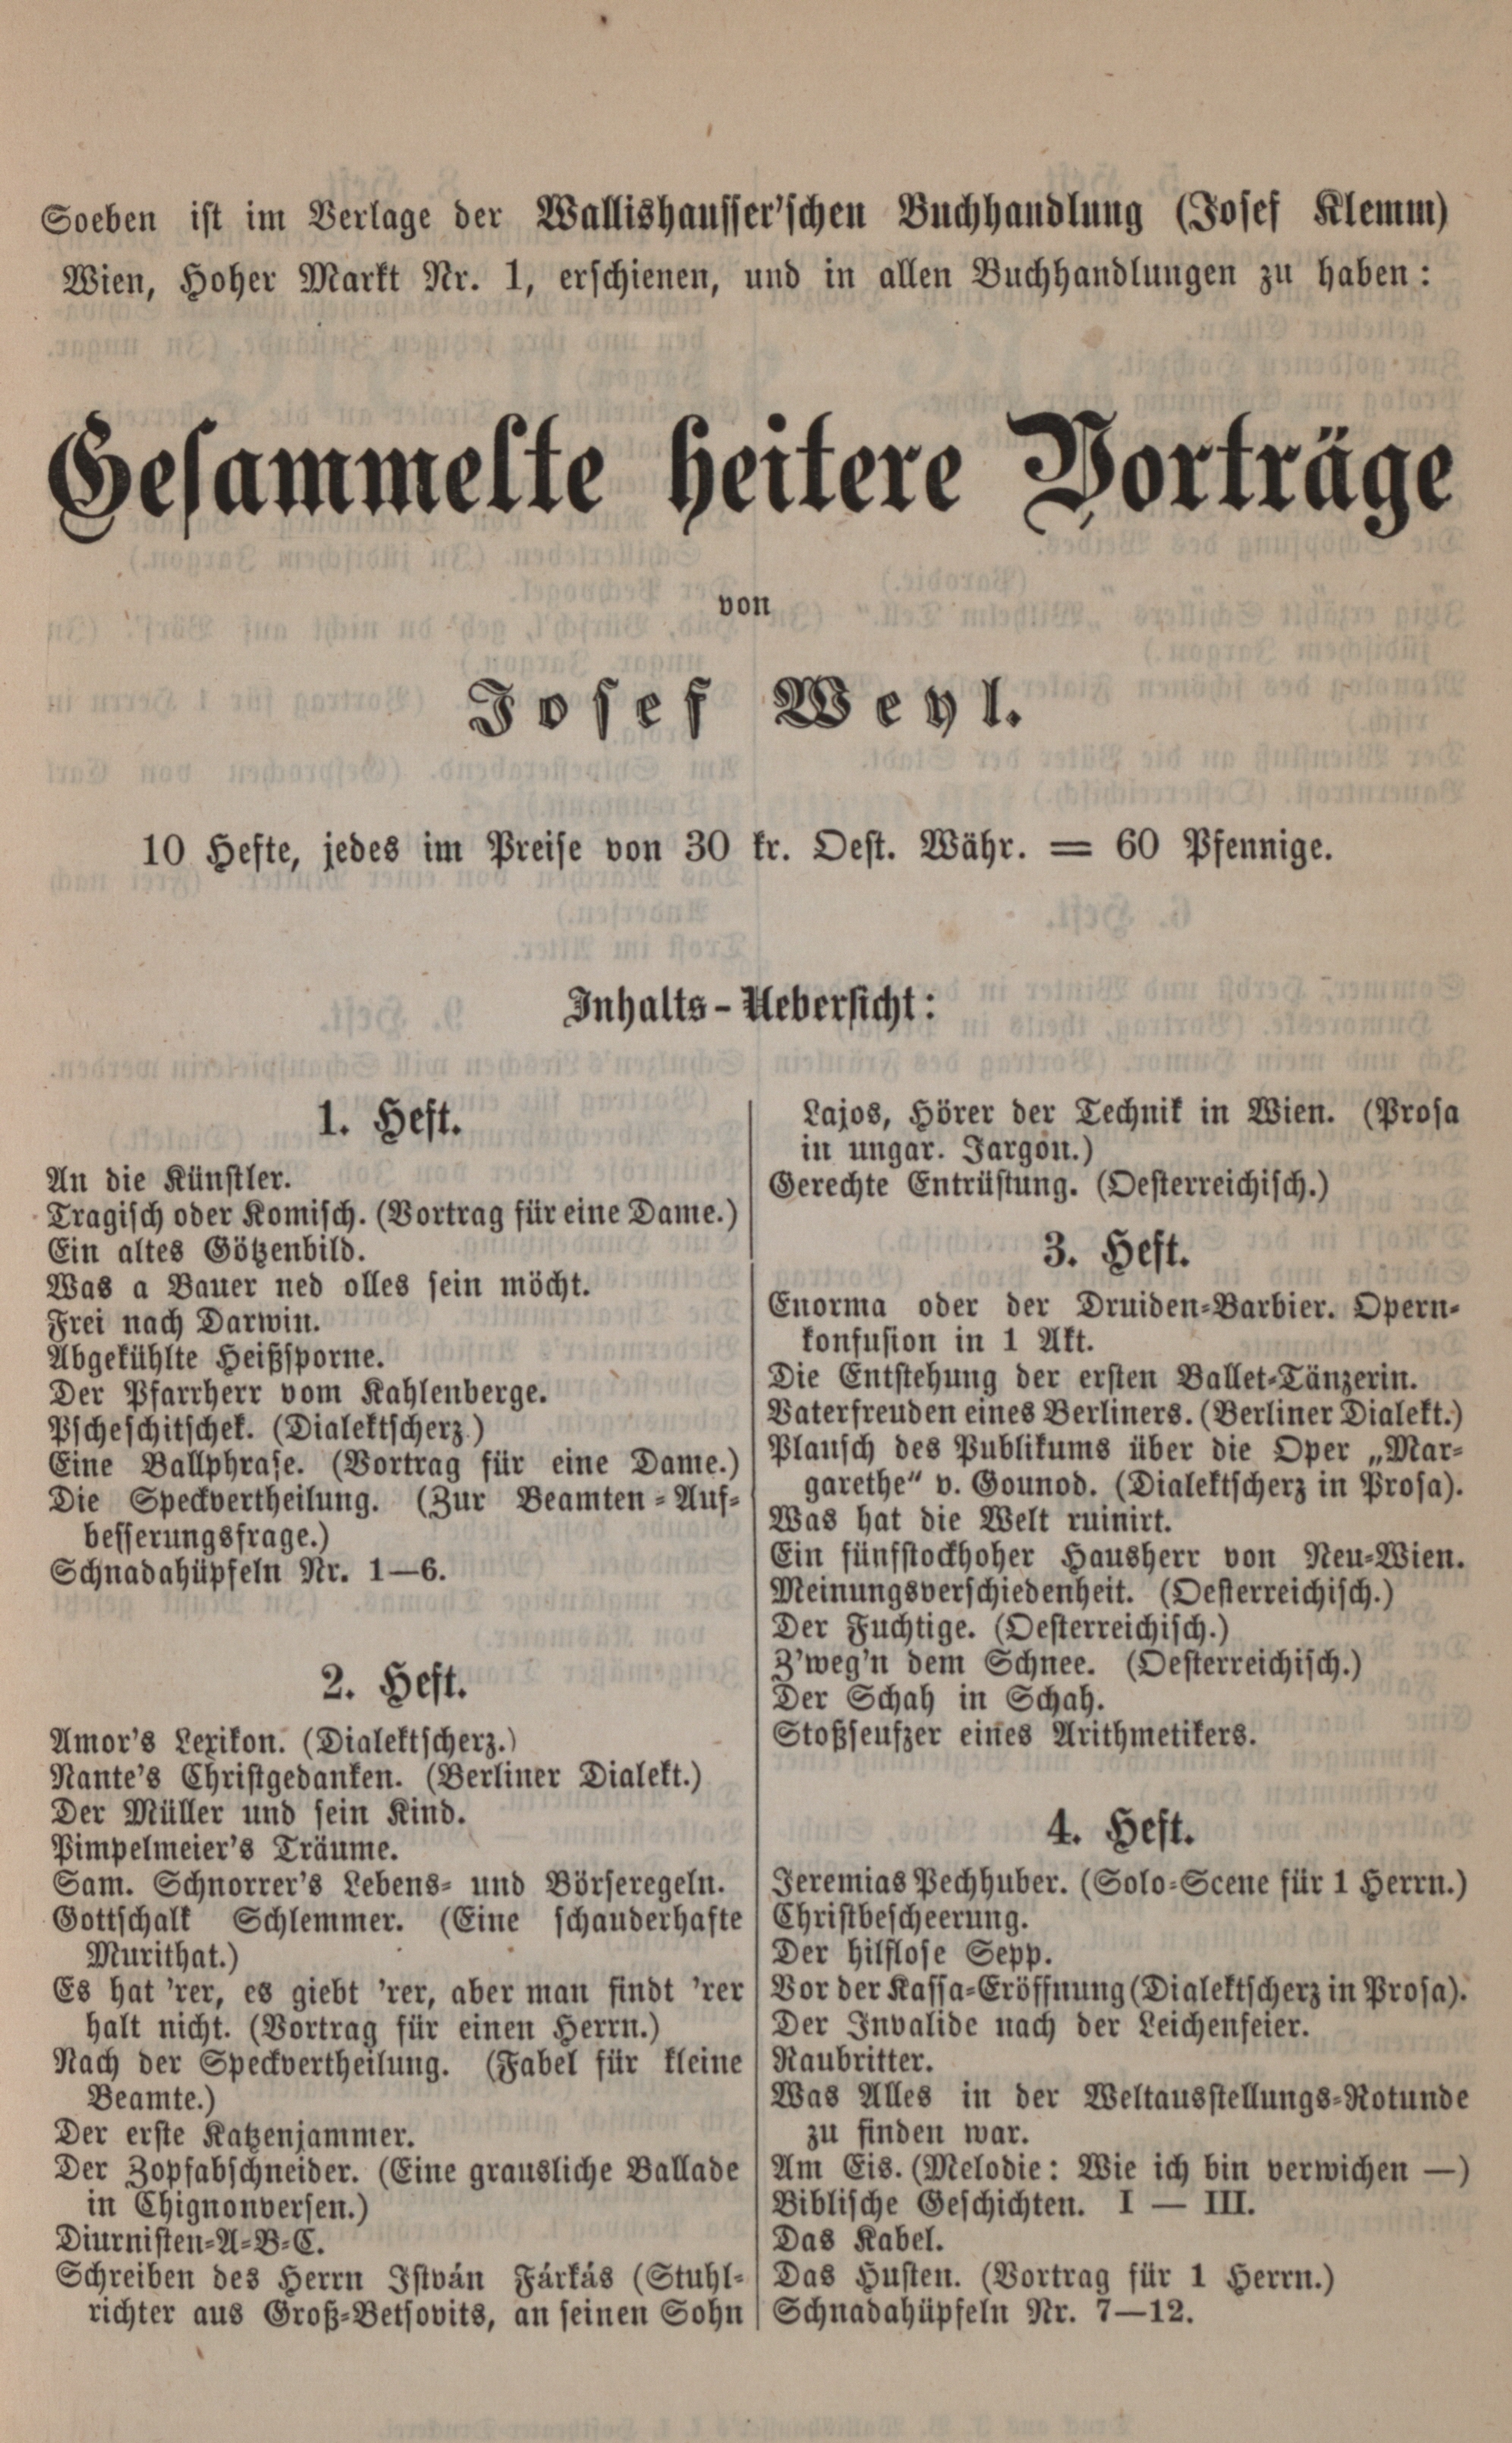 Soeben ist im Verlage der Wallishausser'schen Buchhandlung (Josef Klemm)
Wien, Hoher Markt Nr. 1, erschienen, und in allen Buchhandlungen zu haben:
Gesammelte heitere Vorträge
von
Josef Weyl.
10 Hefte, jedes im Preise von 30 kr. Oest. Währ. = 60 Pfennige.
Inhalts-Uebersicht:
1. Heft.
An die Künstler.
Tragisch oder Komisch. (Vortrag für eine Dame.)
Ein altes Götzenbild.
Was a Bauer ned olles sein möcht.
Frei nach Darwin.
Abgekühlte Heißsporne.
Der Pfarrherr vom Kahlenberge.
Pscheschitschek. (Dialektscherz.)
Eine Ballphrase. (Vortrag für eine Dame.)
Die Speckvertheilung. (Zur Beamten-Auf-
besserungsfrage.)
Schnadahüpfeln Nr. 1—6.
2. Heft.
Amor's Lexikon. (Dialektscherz.)
Nante's Christgedanken. (Berliner Dialekt.)
Der Müller und sein Kind.
Pimpelmeier's Träume.
Sam. Schnorrer's Lebens- und Börseregeln.
Gottschalk Schlemmer. (Eine schauderhafte
Murithat.)
Es hat 'rer, es giebt 'rer, aber man findt 'rer
halt nicht. (Vortrag für einen Herrn.)
Nach der Speckvertheilung. (Fabel für kleine
Beamte.)
Der erste Katzenjammer.
Der Zopfabschneider. (Eine grausliche Ballade
in Chignonversen.)
Diurnisten-A-B-C.
Schreiben des Herrn István Fárkás (Stuhl-
richter aus Groß-Betsovits, an seinen Sohn
Lajos, Hörer der Technik in Wien. (Prosa
in ungar. Jargon.)
Gerechte Entrüstung. (Oesterreichisch.)
3. Heft.
Enorma oder der Druiden-Barbier. Opern-
konfusion in 1 Akt.
Die Entstehung der ersten Ballet-Tänzerin.
Vaterfreuden eines Berliners. (Berliner Dialekt.)
Plausch des Publikums über die Oper „Mar-
garethe“ v. Gounod. (Dialektscherz in Prosa).
Was hat die Welt ruinirt.
Ein fünfstockhoher Hausherr von Neu-Wien.
Meinungsverschiedenheit. (Oesterreichisch.)
Der Fuchtige. (Oesterreichisch.)
Z'weg'n dem Schnee. (Oesterreichisch.)
Der Schah in Schah.
Stoßseufzer eines Arithmetikers.
4. Heft.
Jeremias Pechhuber. (Solo-Scene für 1 Herrn.)
Christbescheerung.
Der hilflose Sepp.
Vor der Kassa-Eröffnung (Dialektscherz in Prosa).
Der Invalide nach der Leichenfeier.
Raubritter.
Was Alles in der Weltausstellungs-Rotunde
zu finden war.
Am Eis. (Melodie: Wie ich bin verwichen —)
Biblische Geschichten. I — III.
Das Kabel.
Das Husten. (Vortrag für 1 Herrn.)
Schnadahüpfeln Nr. 7—12.